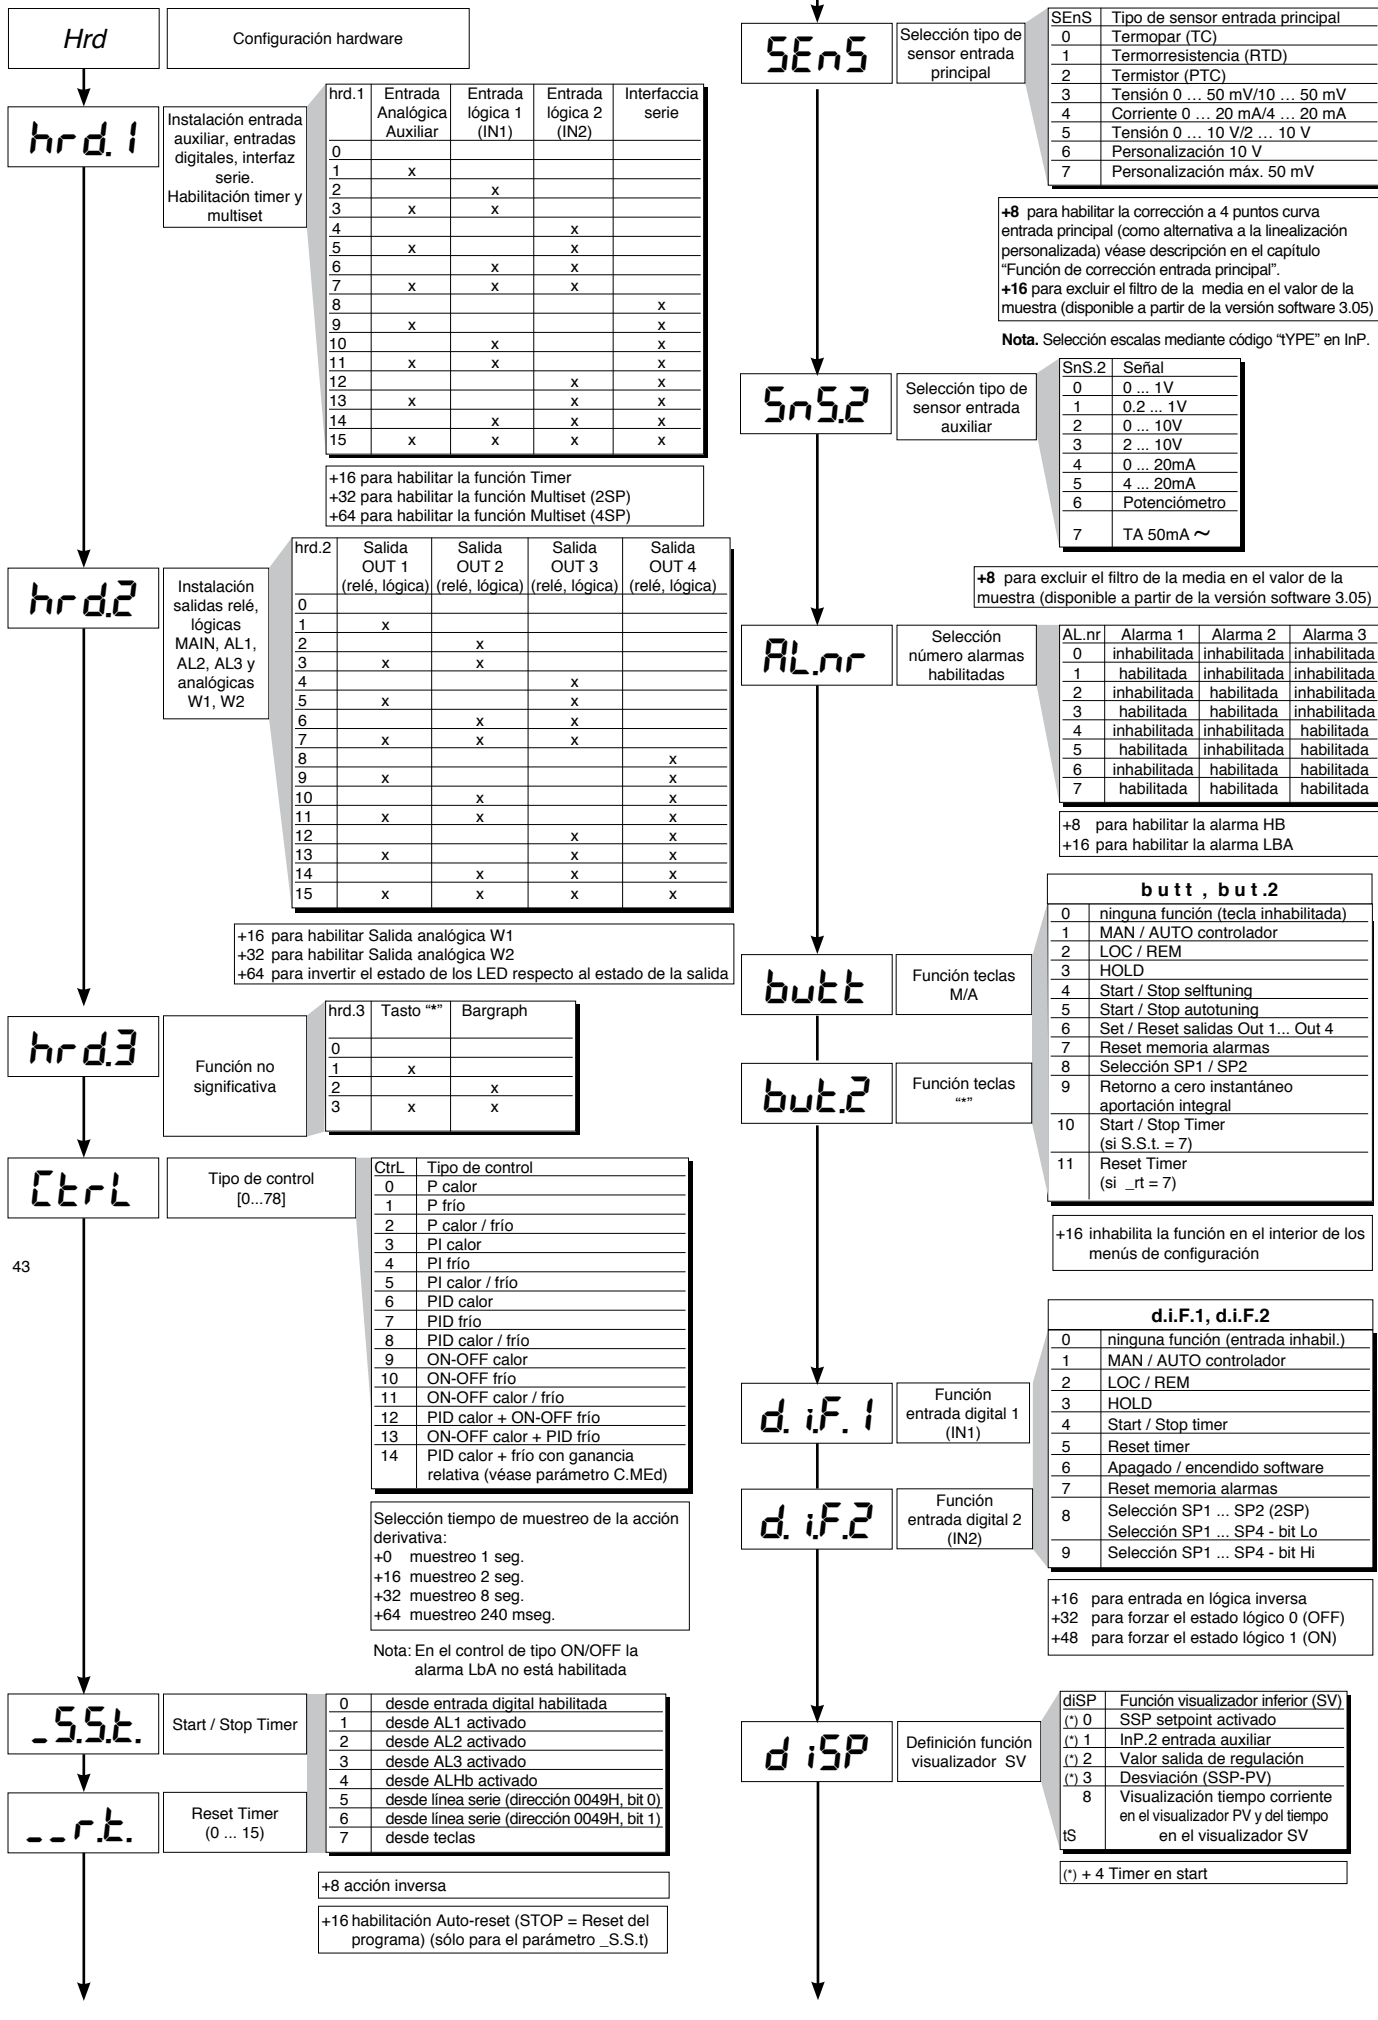 Hrd
Configuración hardware
hrd.1
Instalación entrada
auxiliar, entradas
digitales, interfaz
serie.
Habilitación timer y
multiset
hrd.1 Entrada Entrada Entrada Interfaccia
Analógica lógica 1 lógica 2 serie
Auxiliar (IN1) (IN2)
0
1 x
2 x
3 x x
4 x
5 x x
6 x x
7 x x x
8 x
9 x x
10 x x
11 x x x
12 x x
13 x x x
14 x x x
15 x x x x
+16 para habilitar la función Timer
+32 para habilitar la función Multiset (2SP)
+64 para habilitar la función Multiset (4SP)
hrd.2
Instalación
salidas relé,
lógicas
MAIN, AL1,
AL2, AL3 y
analógicas
W1, W2
hrd.2 Salida Salida Salida Salida
OUT 1 OUT 2 OUT 3 OUT 4
(relé, lógica) (relé, lógica) (relé, lógica) (relé, lógica)
0
1 x
2 x
3 x x
4 x
5 x x
6 x x
7 x x x
8 x
9 x x
10 x x
11 x x x
12 x x
13 x x x
14 x x x
15 x x x x
+16 para habilitar Salida analógica W1
+32 para habilitar Salida analógica W2
+64 para invertir el estado de los LED respecto al estado de la salida
hrd.3
Función no
significativa
hrd.3 Tasto “*” Bargraph
0
1 x
2 x
3 x x
CtrL
Tipo de control
[0...78]
CtrL Tipo de control
0 P calor
1 P frío
2 P calor / frío
3 PI calor
4 PI frío
5 PI calor / frío
6 PID calor
7 PID frío
8 PID calor / frío
9 ON-OFF calor
10 ON-OFF frío
11 ON-OFF calor / frío
12 PID calor + ON-OFF frío
13 ON-OFF calor + PID frío
14 PID calor + frío con ganancia
relativa (véase parámetro C.MEd)
43
Selección tiempo de muestreo de la acción
derivativa:
+0 muestreo 1 seg.
+16 muestreo 2 seg.
+32 muestreo 8 seg.
+64 muestreo 240 mseg.
Nota: En el control de tipo ON/OFF la
alarma LbA no está habilitada
_S.S.t.
Start / Stop Timer
__r.t.
Reset Timer
(0 ... 15)
0 desde entrada digital habilitada
1 desde AL1 activado
2 desde AL2 activado
3 desde AL3 activado
4 desde ALHb activado
5 desde línea serie (dirección 0049H, bit 0)
6 desde línea serie (dirección 0049H, bit 1)
7 desde teclas
+8 acción inversa
+16 habilitación Auto-reset (STOP = Reset del
programa) (sólo para el parámetro _S.S.t)
SEnS
Selección tipo de
sensor entrada
principal
SEnS Tipo de sensor entrada principal
0 Termopar (TC)
1 Termorresistencia (RTD)
2 Termistor (PTC)
3 Tensión 0 … 50 mV/10 … 50 mV
4 Corriente 0 … 20 mA/4 … 20 mA
5 Tensión 0 … 10 V/2 … 10 V
6 Personalización 10 V
7 Personalización máx. 50 mV
+8 para habilitar la corrección a 4 puntos curva
entrada principal (como alternativa a la linealización
personalizada) véase descripción en el capítulo
“Función de corrección entrada principal”.
+16 para excluir el filtro de la media en el valor de la
muestra (disponible a partir de la versión software 3.05)
Nota. Selección escalas mediante código “tYPE” en InP.
SnS.2
Selección tipo de
sensor entrada
auxiliar
SnS.2 Señal
0 0 ... 1V
1 0.2 ... 1V
2 0 ... 10V
3 2 ... 10V
4 0 ... 20mA
5 4 ... 20mA
6 Potenciómetro
7 TA 50mA ~
+8 para excluir el filtro de la media en el valor de la
muestra (disponible a partir de la versión software 3.05)
AL.nr
Selección
número alarmas
habilitadas
AL.nr Alarma 1 Alarma 2 Alarma 3
0 inhabilitada inhabilitada inhabilitada
1 habilitada inhabilitada inhabilitada
2 inhabilitada habilitada inhabilitada
3 habilitada habilitada inhabilitada
4 inhabilitada inhabilitada habilitada
5 habilitada inhabilitada habilitada
6 inhabilitada habilitada habilitada
7 habilitada habilitada habilitada
+8 para habilitar la alarma HB
+16 para habilitar la alarma LBA
butt
Función teclas
M/A
but.2
Función teclas
“*”
b u t t , b u t .2
0 ninguna función (tecla inhabilitada)
1 MAN / AUTO controlador
2 LOC / REM
3 HOLD
4 Start / Stop selftuning
5 Start / Stop autotuning
6 Set / Reset salidas Out 1... Out 4
7 Reset memoria alarmas
8 Selección SP1 / SP2
9 Retorno a cero instantáneo
aportación integral
10 Start / Stop Timer
(si S.S.t. = 7)
11 Reset Timer
(si _rt = 7)
+16 inhabilita la función en el interior de los
menús de configuración
d.i.F.1
Función
entrada digital 1
(IN1)
d.i.F.2
Función
entrada digital 2
(IN2)
d.i.F.1, d.i.F.2
0 ninguna función (entrada inhabil.)
1 MAN / AUTO controlador
2 LOC / REM
3 HOLD
4 Start / Stop timer
5 Reset timer
6 Apagado / encendido software
7 Reset memoria alarmas
8 Selección SP1 ... SP2 (2SP)
Selección SP1 ... SP4 - bit Lo
9 Selección SP1 ... SP4 - bit Hi
+16 para entrada en lógica inversa
+32 para forzar el estado lógico 0 (OFF)
+48 para forzar el estado lógico 1 (ON)
diSP
Definición función
visualizador SV
diSP Función visualizador inferior (SV)
(*) 0 SSP setpoint activado
(*) 1 InP.2 entrada auxiliar
(*) 2 Valor salida de regulación
(*) 3 Desviación (SSP-PV)
8 Visualización tiempo corriente
en el visualizador PV y del tiempo
tS en el visualizador SV
(*) + 4 Timer en start